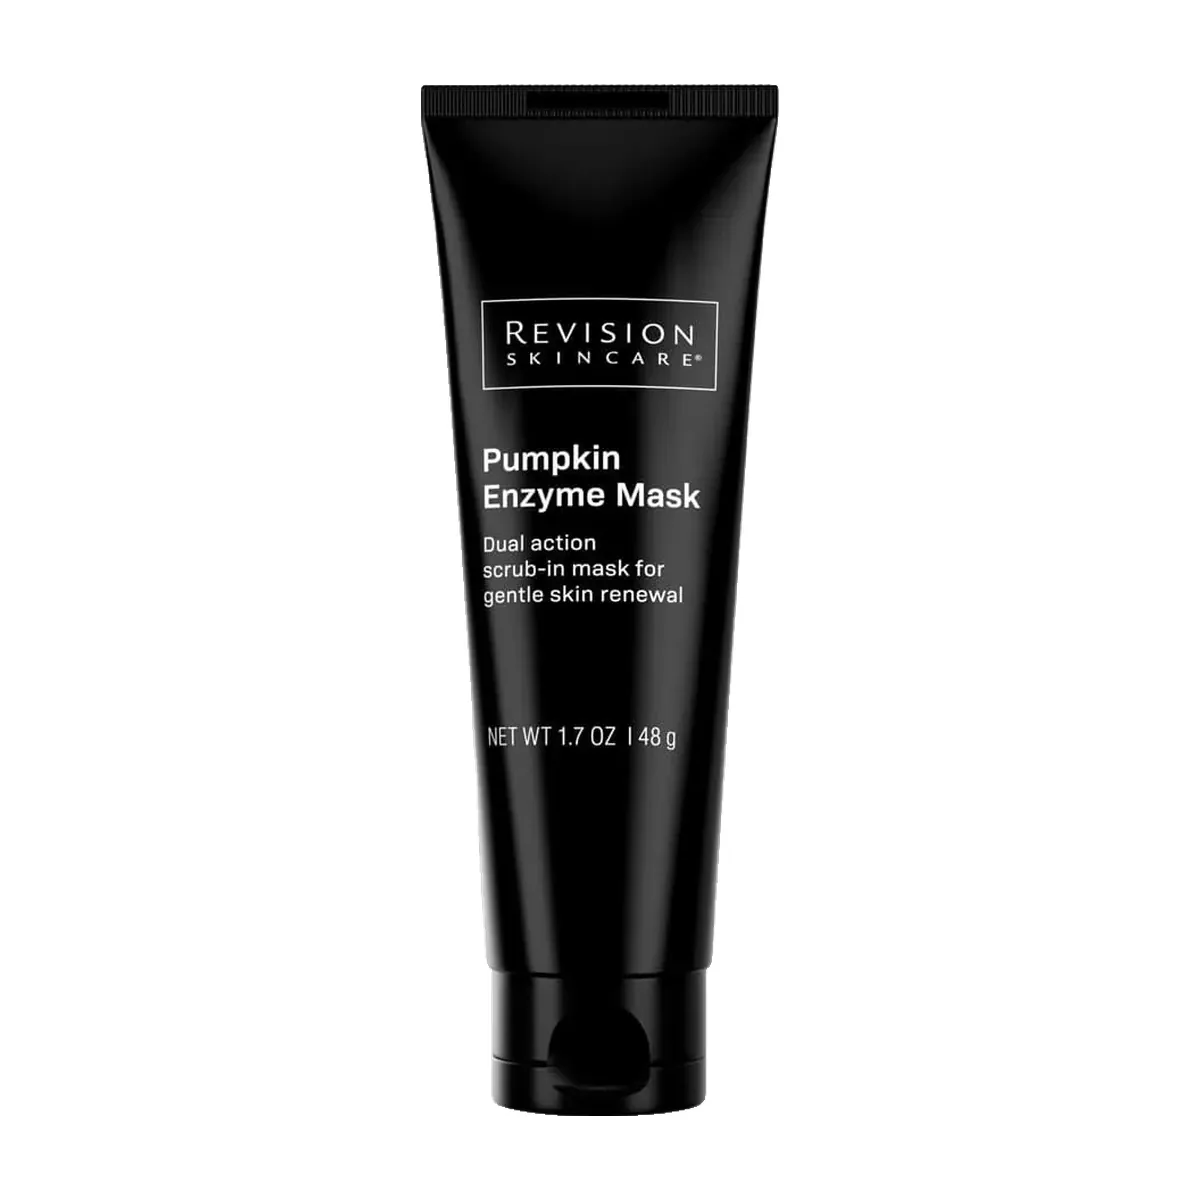 REVISION
SKINCARE®
Pumpkin
Enzyme Mask
Dual action
scrub-in mask for
gentle skin renewal
NET WT 1.7 OZ | 48 g